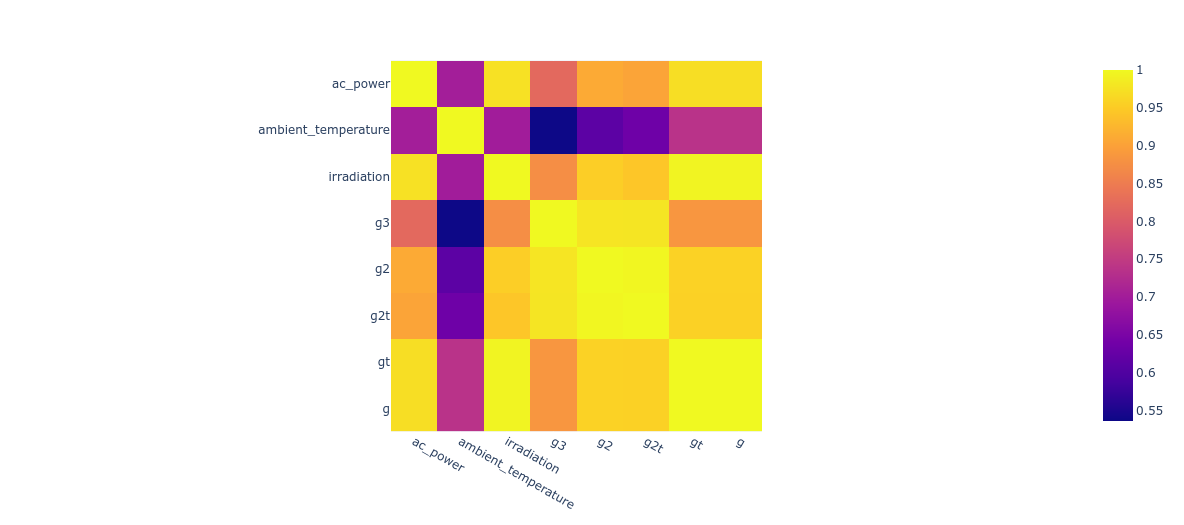 ac_power
ambient_temperature
irradiation
g3
g2
g2t
gt
g
ac_power
ambient_temperature
irradiation
g3
g2
g2t
gt
g
1
0.95
0.9
0.85
0.8
0.75
0.7
0.65
0.6
0.55